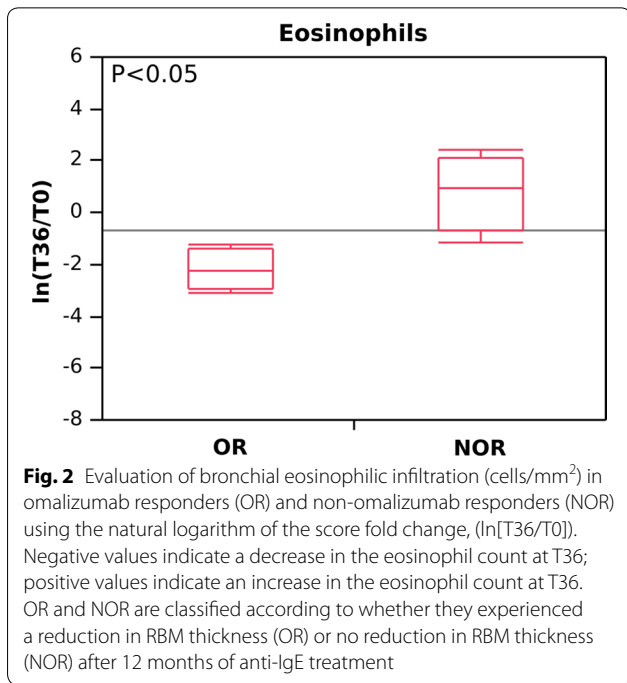 Eosinophils
P<0.05
6
4
2
0
-2
-4
-6
-8
ln(T36/T0)
OR
NOR
Fig. 2 Evaluation of bronchial eosinophilic infiltration (cells/mm²) in
omalizumab responders (OR) and non-omalizumab responders (NOR)
using the natural logarithm of the score fold change, (ln[T36/T0]).
Negative values indicate a decrease in the eosinophil count at T36;
positive values indicate an increase in the eosinophil count at T36.
OR and NOR are classified according to whether they experienced
a reduction in RBM thickness (OR) or no reduction in RBM thickness
(NOR) after 12 months of anti-IgE treatment